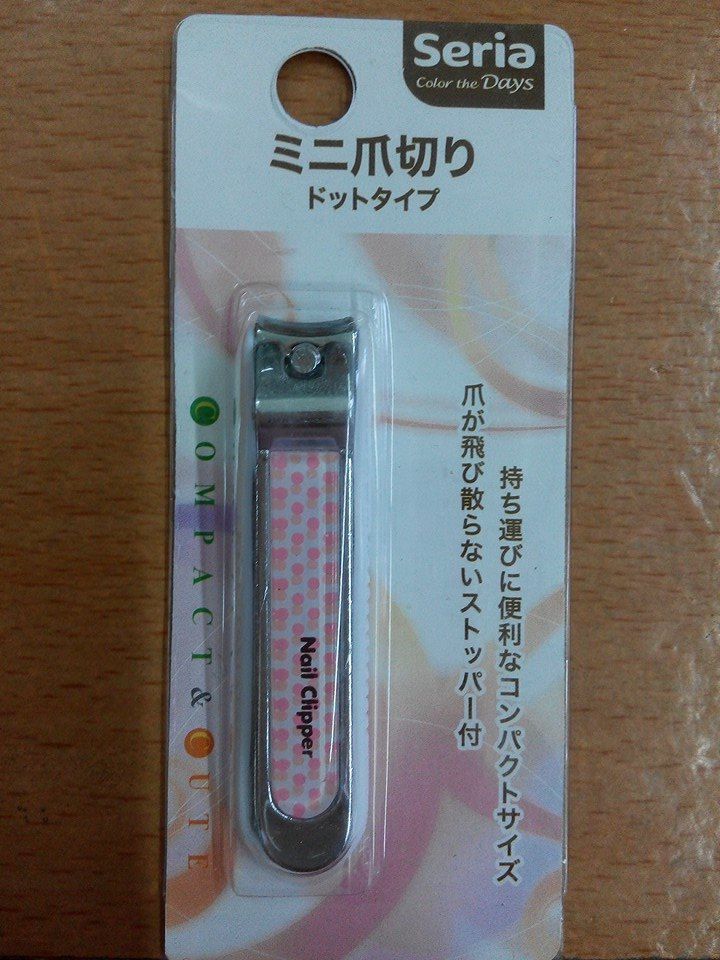 Seria
Color the Days
ミニ爪切り
ドットタイプ
持ち運びに便利なコンパクトサイズ
爪が飛び散らないストッパー付
COMPACT & CUTE
Nail Clipper